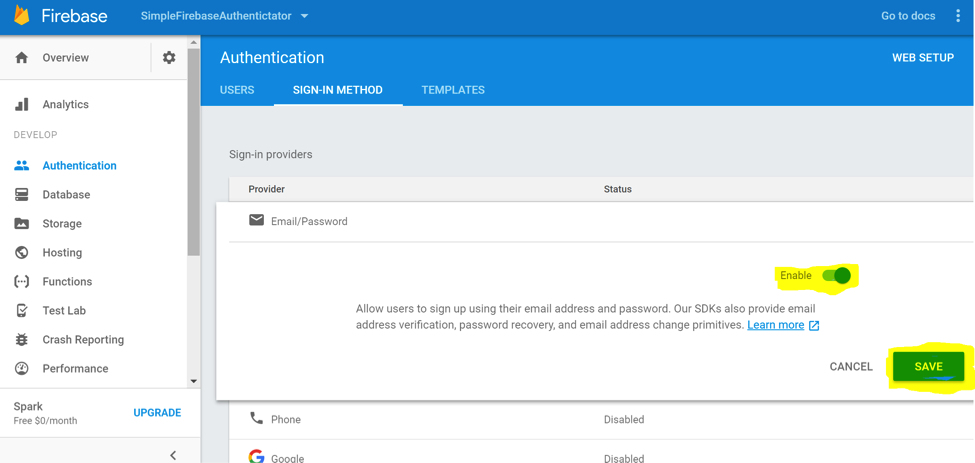 Firebase
SimpleFirebaseAuthentictator
Go to docs
Overview
Analytics
DEVELOP
Authentication
Database
Storage
Hosting
Functions
Test Lab
Crash Reporting
Performance
Spark
Free $0/month
UPGRADE
Authentication
WEB SETUP
USERS
SIGN-IN METHOD
TEMPLATES
Sign-in providers
Provider
Status
Email/Password
Enable
Allow users to sign up using their email address and password. Our SDKs also provide email
address verification, password recovery, and email address change primitives. Learn more
CANCEL
SAVE
Phone
Disabled
Google
Disabled